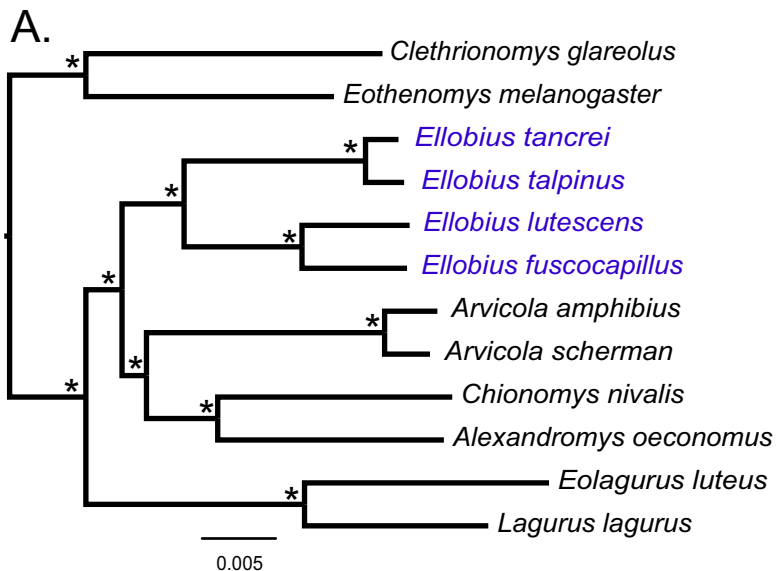 A.
* Clethrionomys glareolus
Eothenomys melanogaster
* Ellobius tancrei
* Ellobius talpinus
* Ellobius lutescens
* Ellobius fuscocapillus
* Arvicola amphibius
* Arvicola scherman
* Chionomys nivalis
* Alexandromys oeconomus
* Eolagurus luteus
Lagurus lagurus
0.005